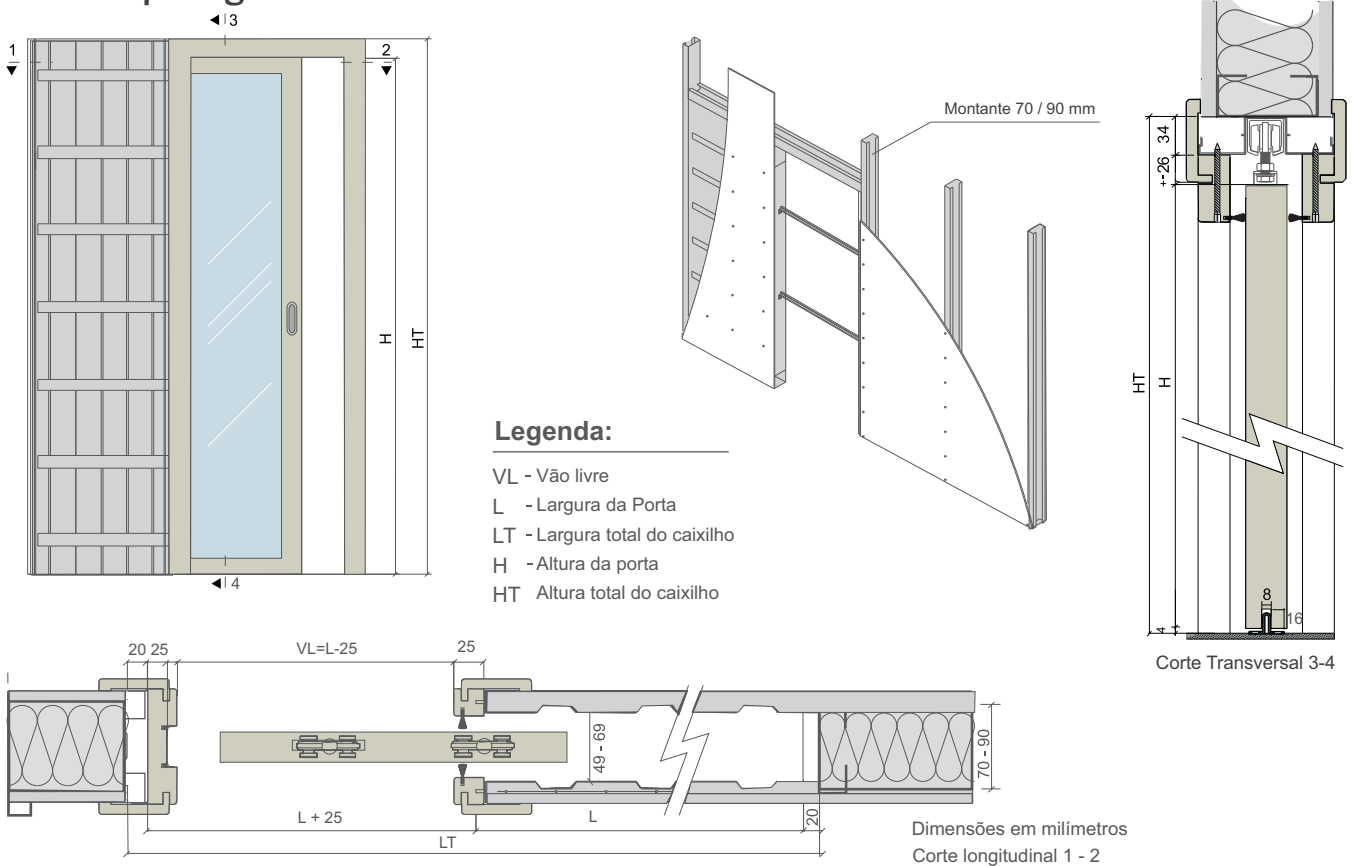 3
1
2
Montante 70 / 90 mm
34
+-26
H
HT
HT
H
Legenda:
VL - Vão livre
L - Largura da Porta
LT - Largura total do caixilho
H - Altura da porta
HT Altura total do caixilho
4
8
16
4
Corte Transversal 3-4
20 25
VL=L-25
25
49 - 69
70 - 90
L + 25
L
20
LT
Dimensões em milímetros
Corte longitudinal 1 - 2